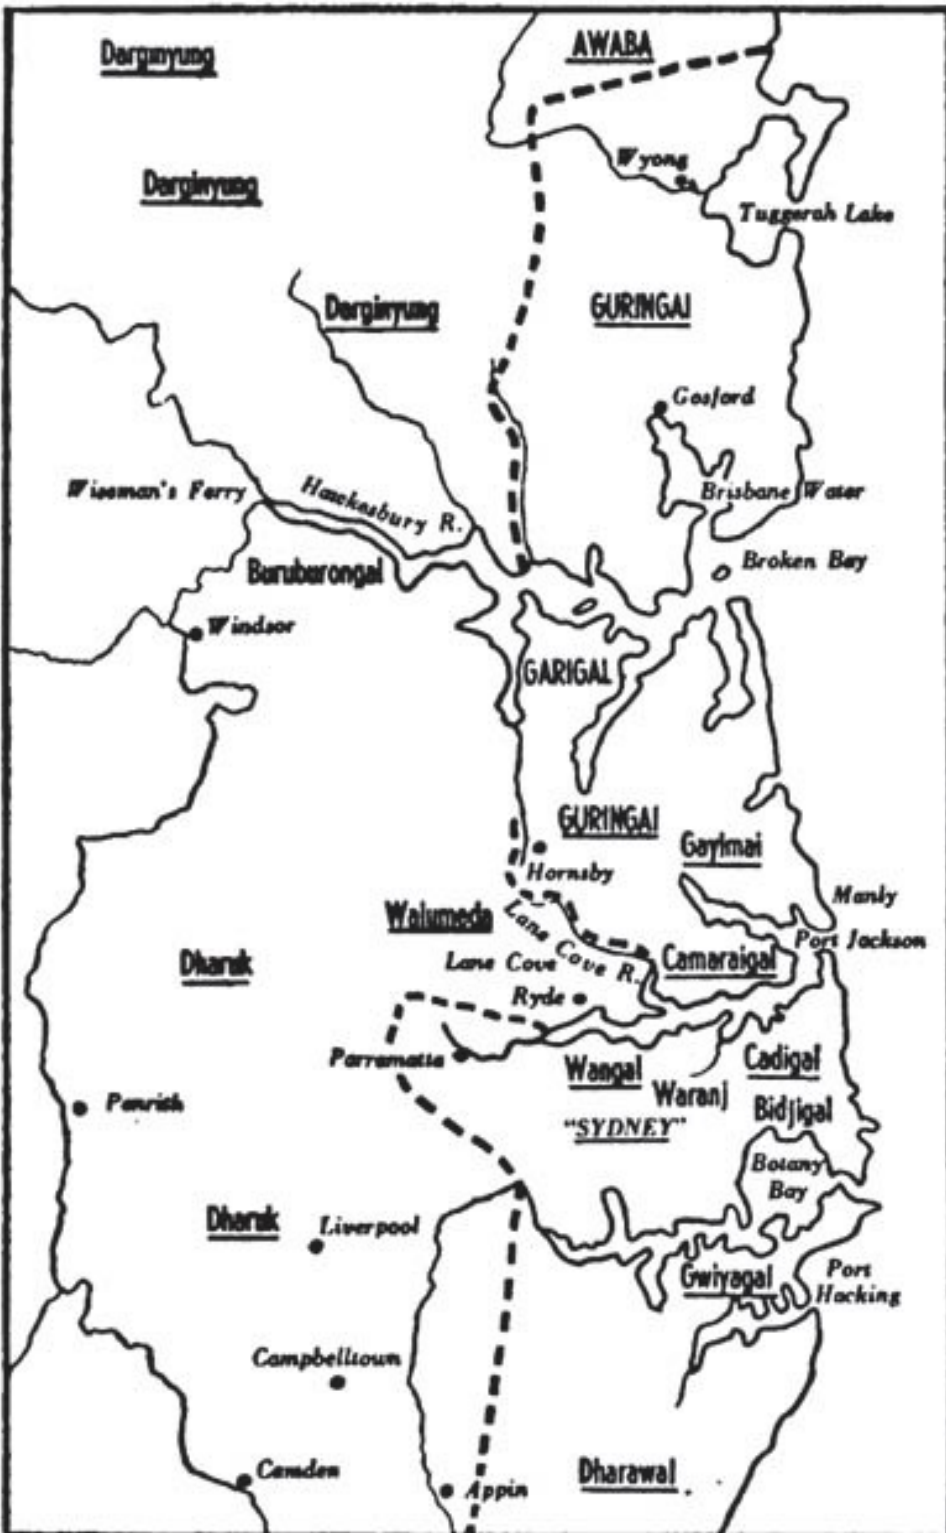 Darginyung
AWABA
Darginyung
Wyong
Tuggerah Lake
Darginyung
GURINGAI
Gosford
Wiseman's Ferry
Hawkesbury R.
Brisbane Water
Buruburongal
Broken Bay
Windsor
GARIGAL
GURINGAI
Gayimai
Hornsby
Manly
Walumeda
Lane Cove R.
Port Jackson
Dharuk
Lane Cove
Camaraigal
Ryde
Parramatta
Wangal
Cadigal
Waranj
Penrith
Bidjigal
"SYDNEY"
Botany
Bay
Dharuk
Liverpool
Gwiyagal
Port
Hacking
Campbelltown
Camden
Appin
Dharawal